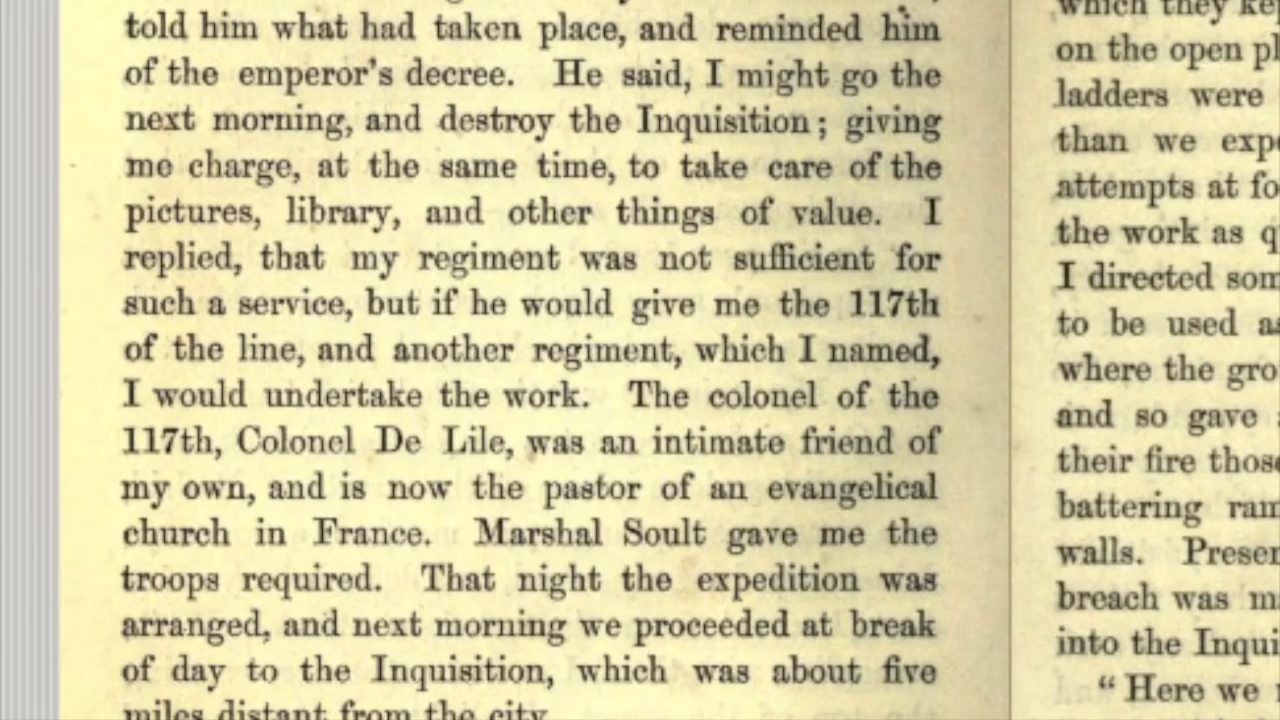 told him what had taken place, and reminded him
of the emperor's decree. He said, I might go the
next morning, and destroy the Inquisition; giving
me charge, at the same time, to take care of the
pictures, library, and other things of value. I
replied, that my regiment was not sufficient for
such a service, but if he would give me the 117th
of the line, and another regiment, which I named,
I would undertake the work. The colonel of the
117th, Colonel De Lile, was an intimate friend of
my own, and is now the pastor of an evangelical
church in France. Marshal Soult gave me the
troops required. That night the expedition was
arranged, and next morning we proceeded at break
of day to the Inquisition, which was about five
miles distant from the city
which they
on the open
ladders were
than we
attempts at
the work as
I directed
to be used
where the
and so gave
their fire
battering
walls.
breach was
into the
"Here we